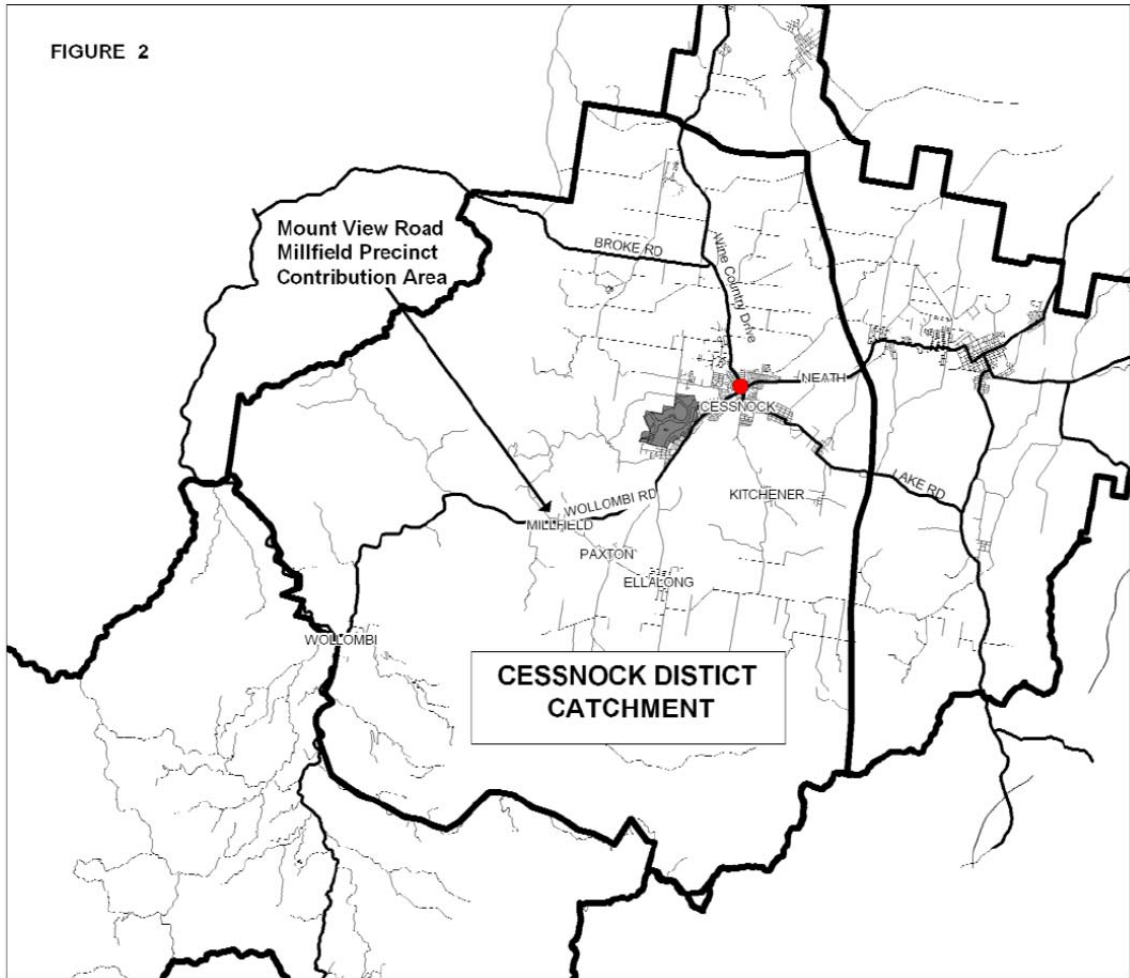 FIGURE 2
Mount View Road
Millfield Precinct
Contribution Area
BROKE RD
Wine Country Drive
NEATH
CESSNOCK
LAKE RD
KITCHENER
WOLLOMBI RD
MILLFIELD
PAXTON
ELLALONG
WOLLOMBI
CESSNOCK DISTICT
CATCHMENT